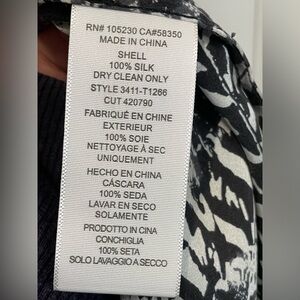 RN# 105230 CA#58350
MADE IN CHINA
SHELL
100% SILK
DRY CLEAN ONLY
STYLE 3411-T1266
CUT 420790
FABRIQUÉ EN CHINE
EXTERIEUR
100% SOIE
NETTOYAGE À SEC
UNIQUEMENT
HECHO EN CHINA
CÁSCARA
100% SEDA
LAVAR EN SECO
SOLAMENTE
PRODOTTO IN CINA
CONCHIGLIA
100% SETA
SOLO LAVAGGIO A SECCO